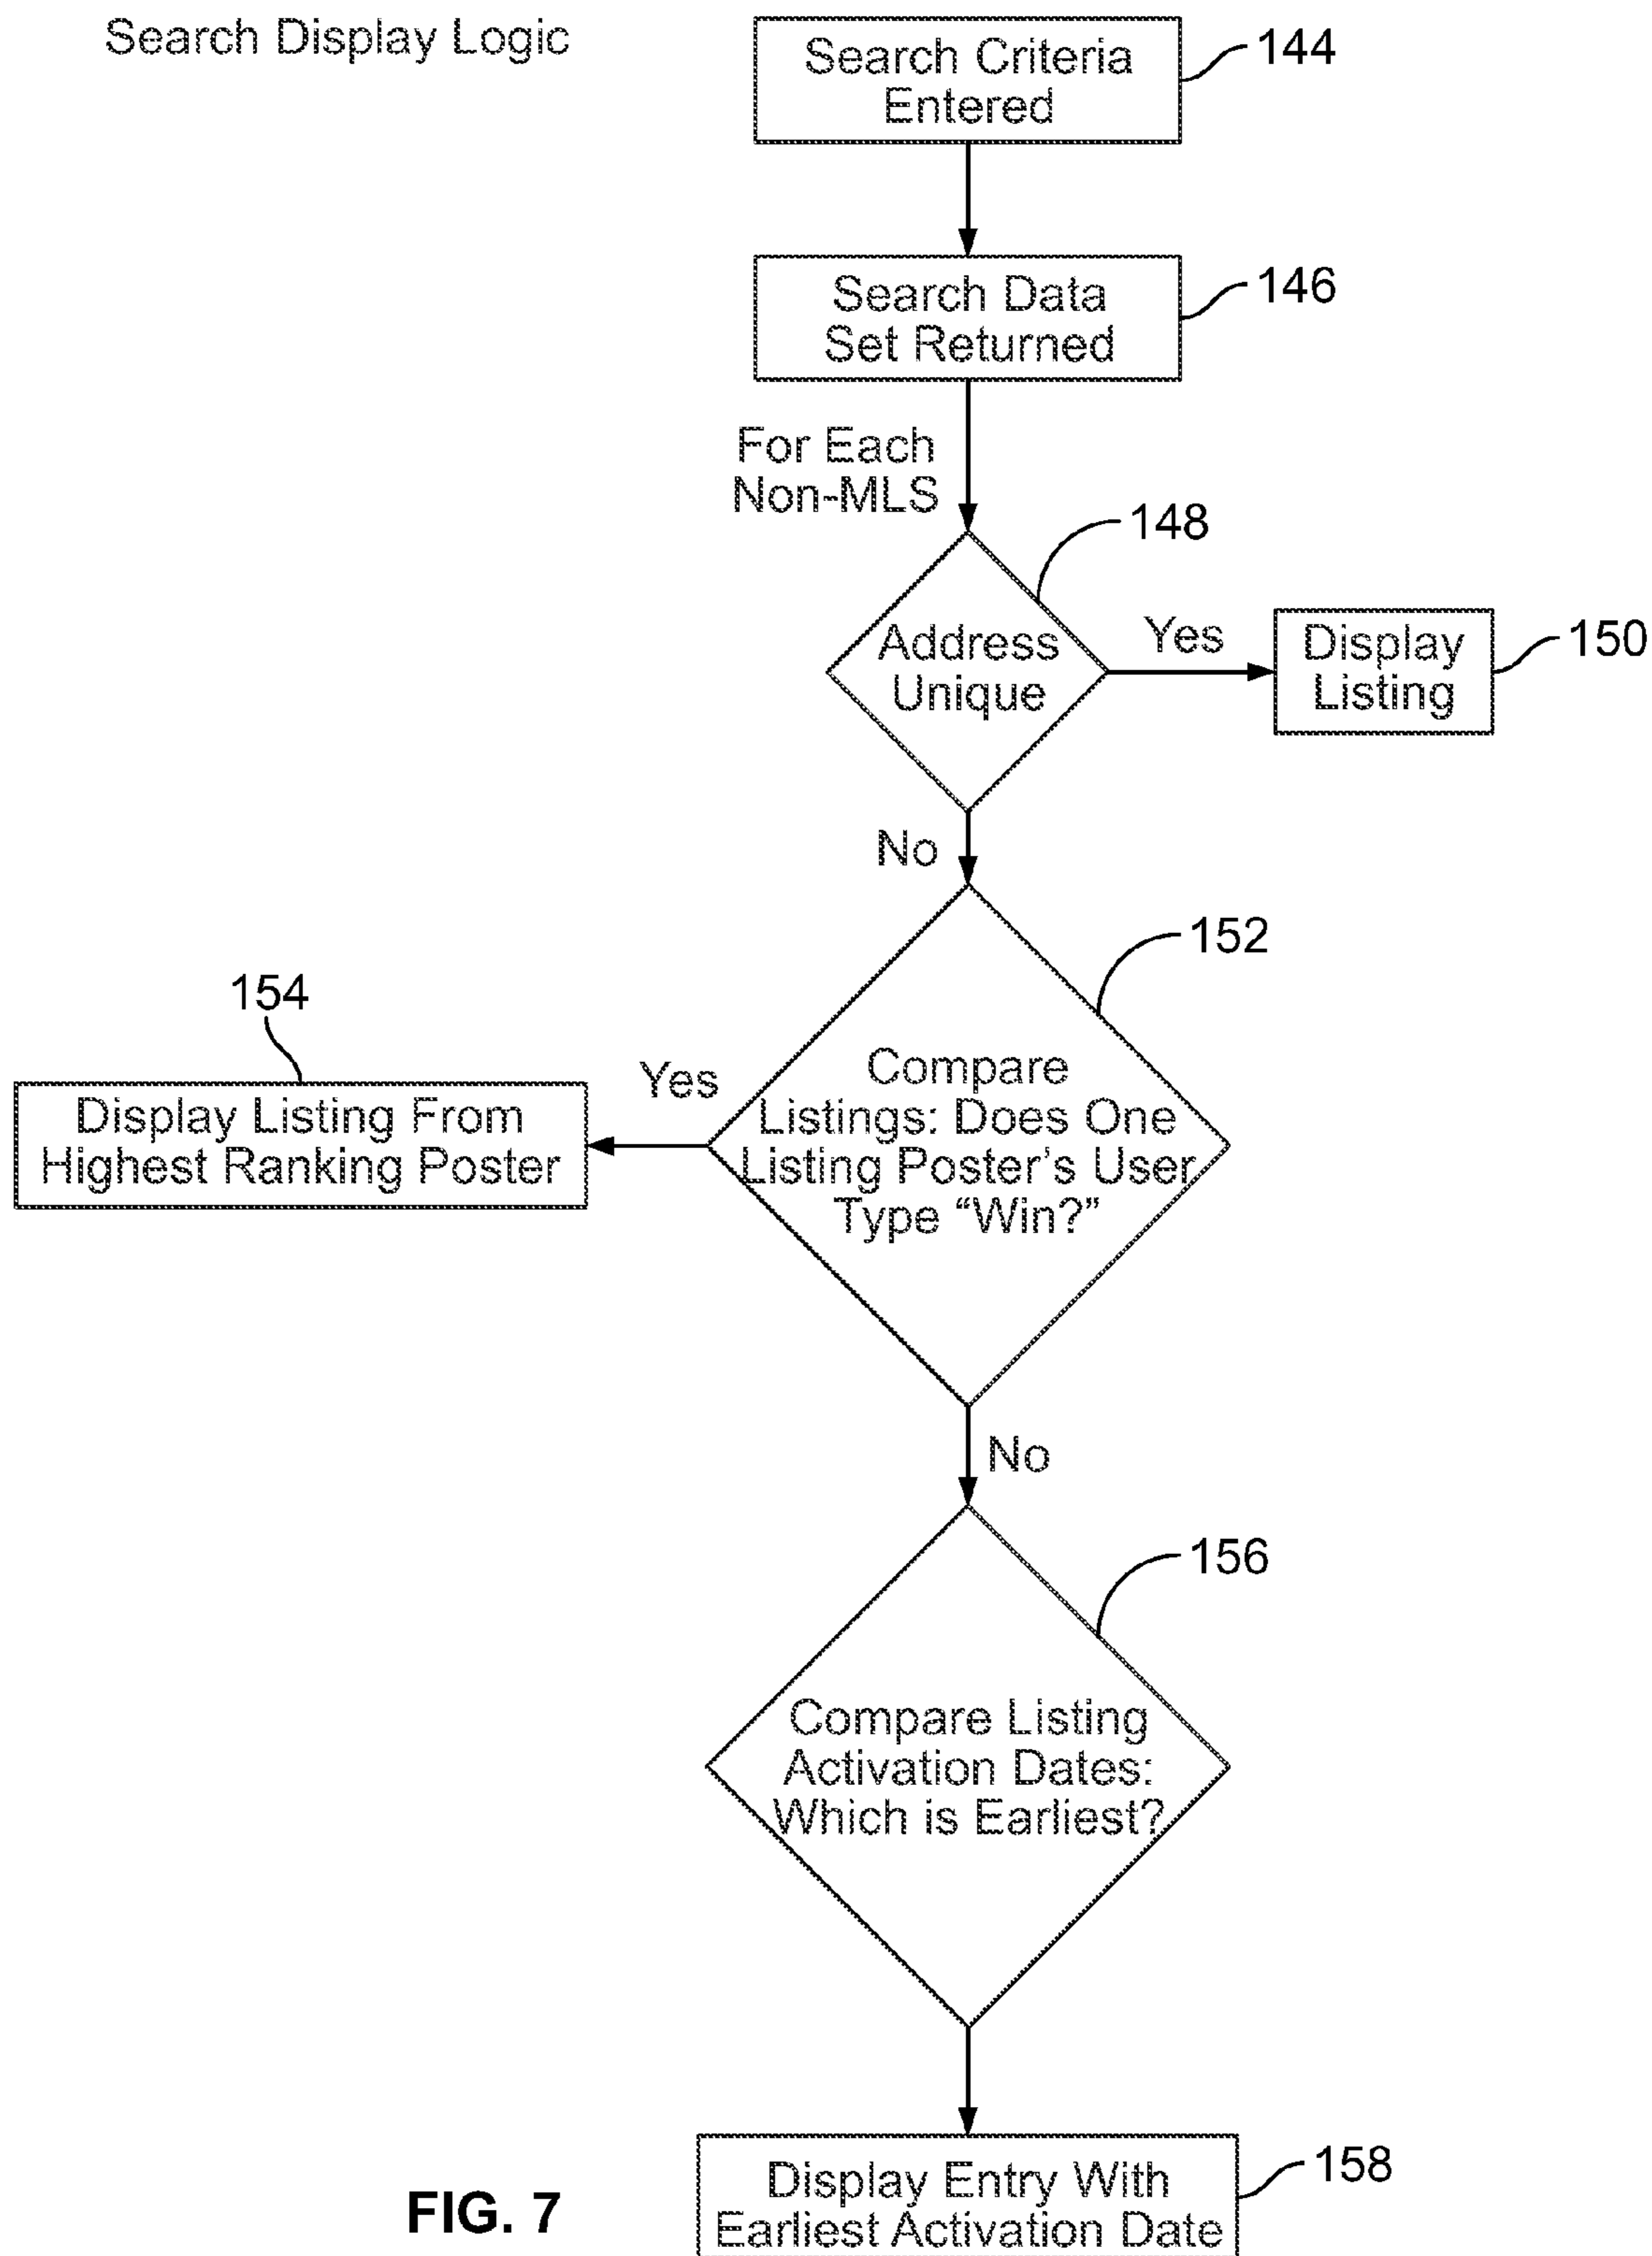 Search Display Logic
Search Criteria
Entered
144
Search Data
Set Returned
146
For Each
Non-MLS
148
Address
Unique
Yes
Display
Listing
150
No
152
154
Compare
Listings: Does One
Listing Poster’s User
Type “Win?”
Yes
Display Listing From
Highest Ranking Poster
No
156
Compare Listing
Activation Dates:
Which is Earliest?
158
Display Entry With
Earliest Activation Date
FIG. 7